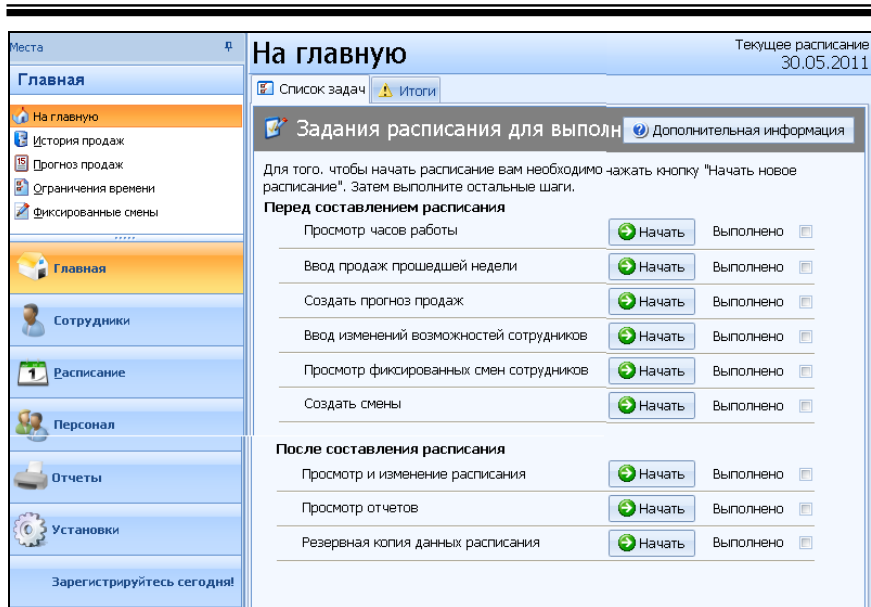 Места
Главная
На главную
История продаж
Прогноз продаж
Ограничения времени
Фиксированные смены
Главная
Сотрудники
Расписание
Персонал
Отчеты
Установки
Зарегистрируйтесь сегодня!
На главную
Текущее расписание
30.05.2011
Список задач
Итоги
Задания расписания для выполн
Дополнительная информация
Для того. чтобы начать расписание вам необходимо нажать кнопку "Начать новое
расписание". Затем выполните остальные шаги.
Перед составлением расписания
Просмотр часов работы Начать Выполнено
Ввод продаж прошедшей недели Начать Выполнено
Создать прогноз продаж Начать Выполнено
Ввод изменений возможностей сотрудников Начать Выполнено
Просмотр фиксированных смен сотрудников Начать Выполнено
Создать смены Начать Выполнено
После составления расписания
Просмотр и изменение расписания Начать Выполнено
Просмотр отчетов Начать Выполнено
Резервная копия данных расписания Начать Выполнено